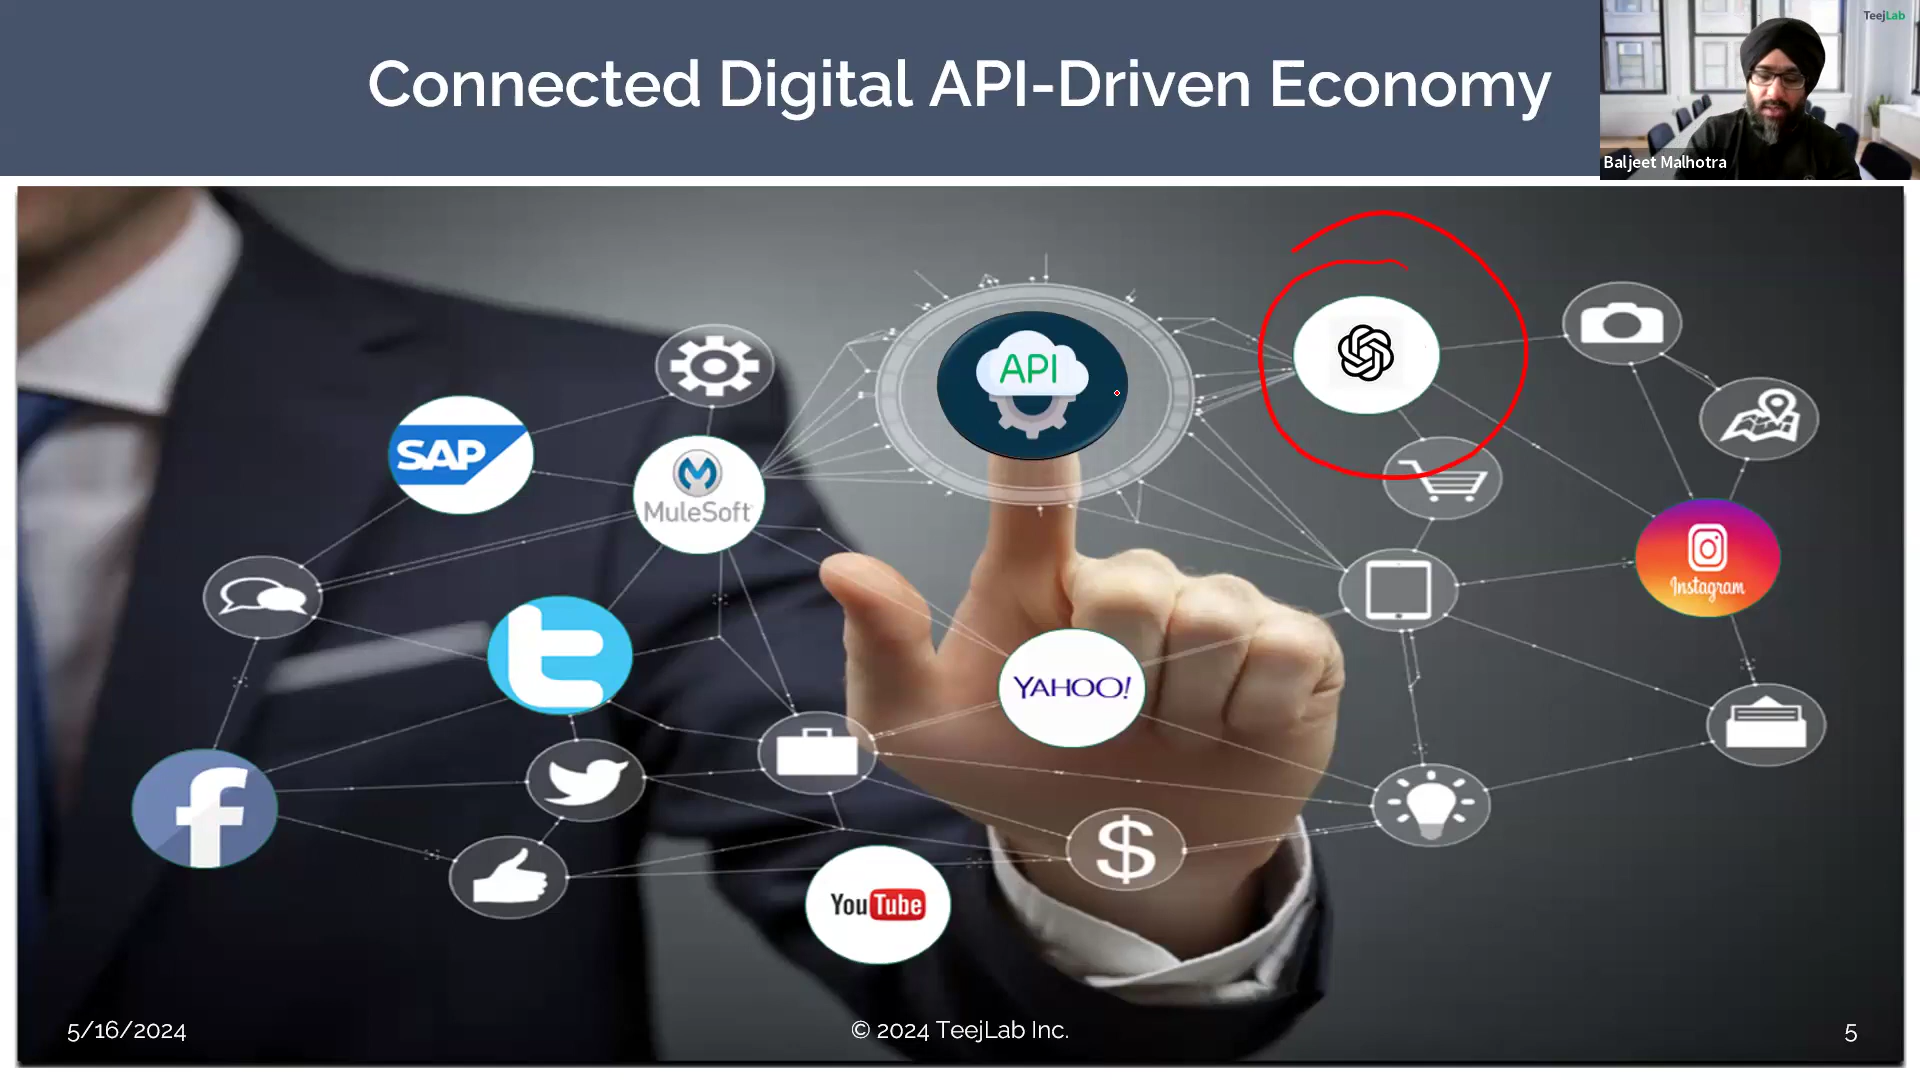 Connected Digital API-Driven Economy
TeejLab
Baljeet Malhotra
API
SAP
MuleSoft
Instagram
YAHOO!
$
YouTube
5/16/2024
© 2024 TeejLab Inc.
5